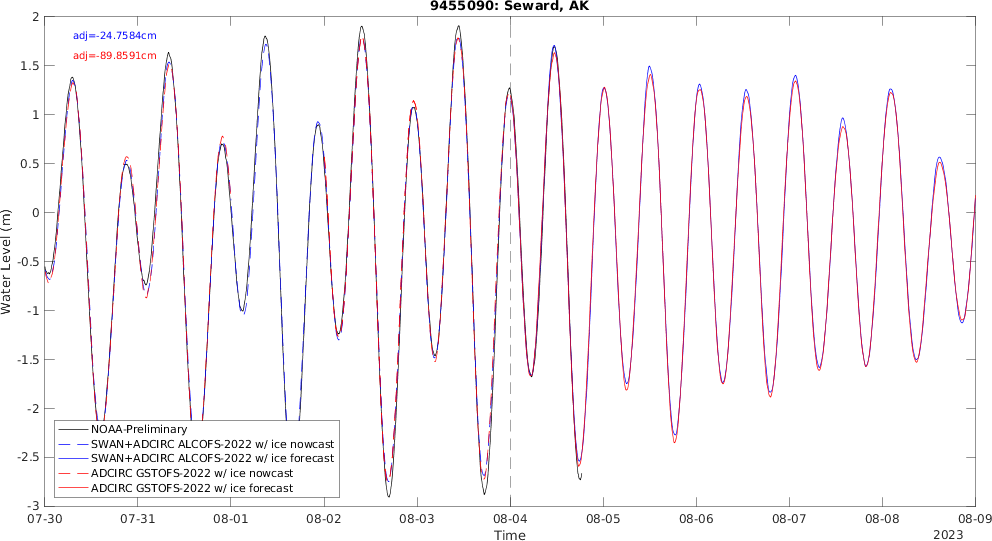 9455090: Seward, AK
adj=-24.7584cm
adj=-89.8591cm
2
1.5
1
0.5
0
-0.5
-1
-1.5
-2
-2.5
-3
Water Level (m)
NOAA-Preliminary
SWAN+ADCIRC ALCOFS-2022 w/ ice nowcast
SWAN+ADCIRC ALCOFS-2022 w/ ice forecast
ADCIRC GSTOFS-2022 w/ ice nowcast
ADCIRC GSTOFS-2022 w/ ice forecast
07-30 07-31 08-01 08-02 08-03 08-04 08-05 08-06 08-07 08-08 08-09
Time
2023